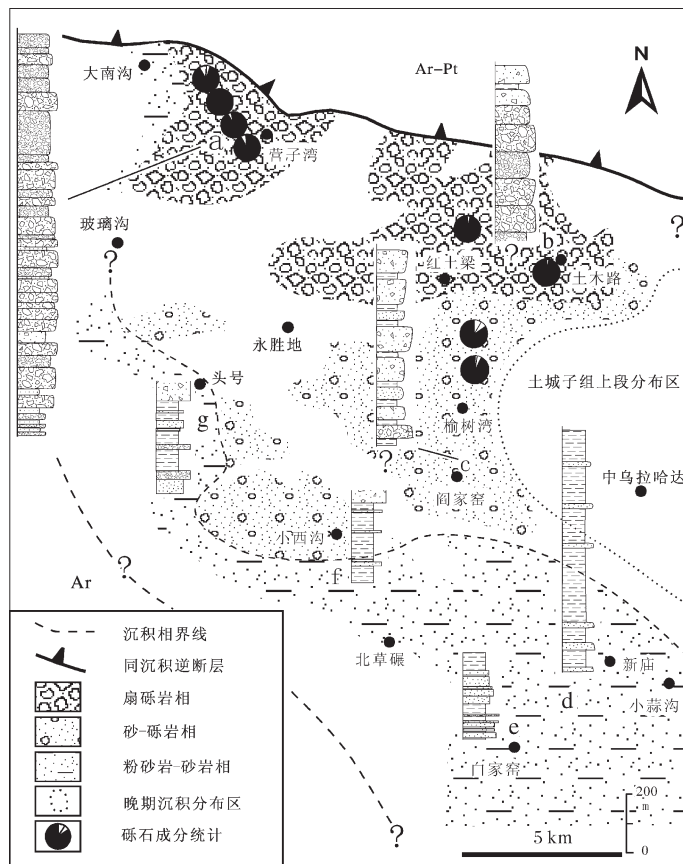 N
Ar-Pt
大南沟
a
营子湾
玻璃沟
?
?
?
b
红土梁
土木路
永胜地
头号
土城子组上段分布区
g
榆树湾
?
c
中乌拉哈达
阎家窑
小西沟
?
f
Ar
沉积相界线
同沉积逆断层
扇砾岩相
砂-砾岩相
粉砂岩-砂岩相
晚期沉积分布区
砾石成分统计
北草碾
新庙
d
小蒜沟
e
门家窑
?
200
m
0
5 km